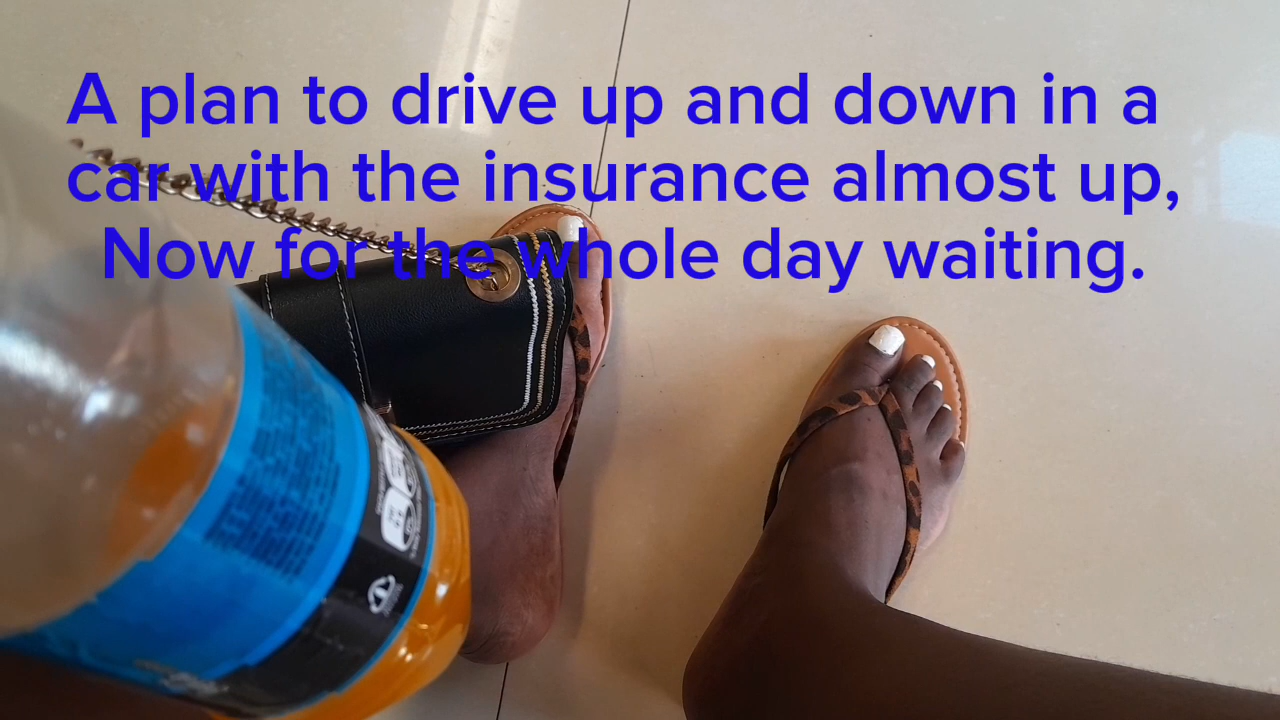 A plan to drive up and down in a
car with the insurance almost up,
Now for the whole day waiting.